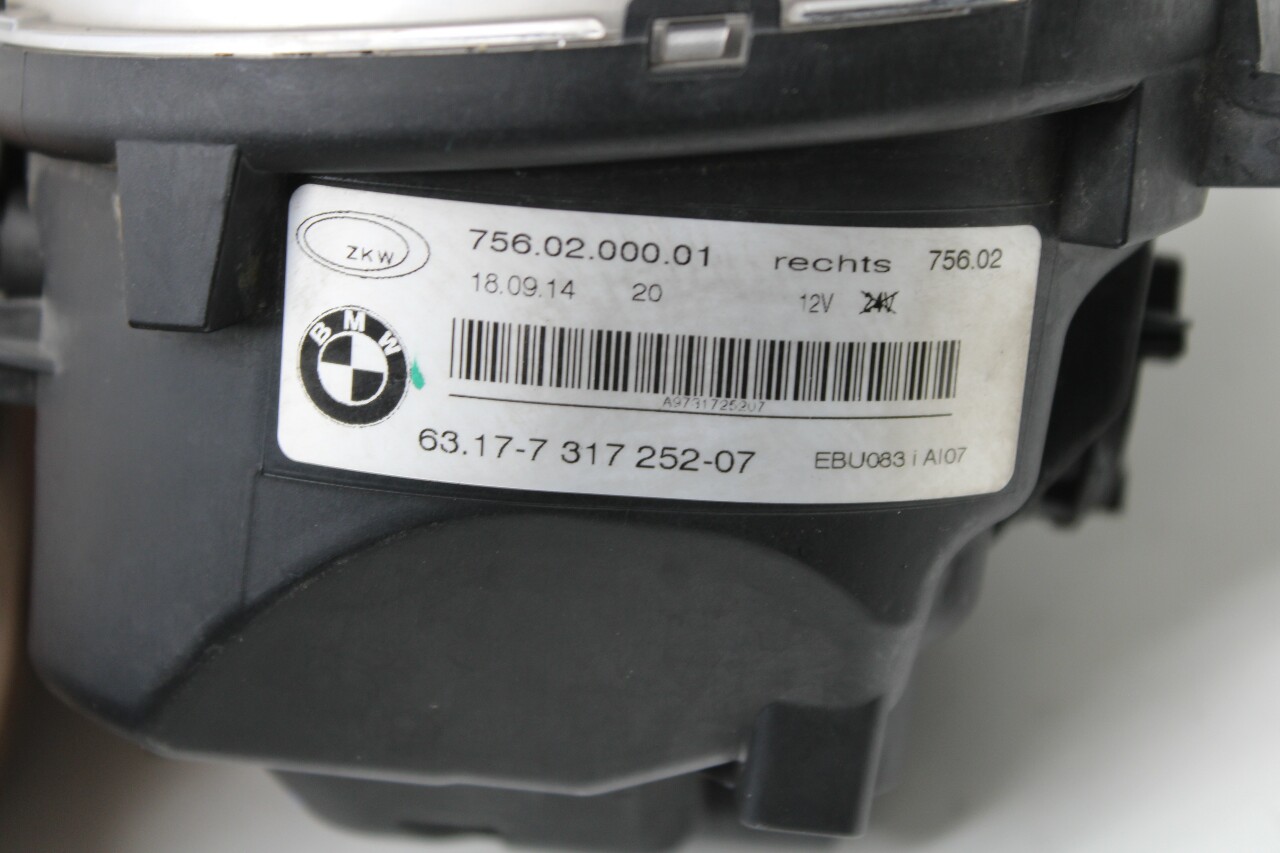 ZKW
756.02.000.01 rechts 756.02
18.09.14 20 12V 24V
BMW
A9731725207
63.17-7 317 252-07 EBU083 i AI07